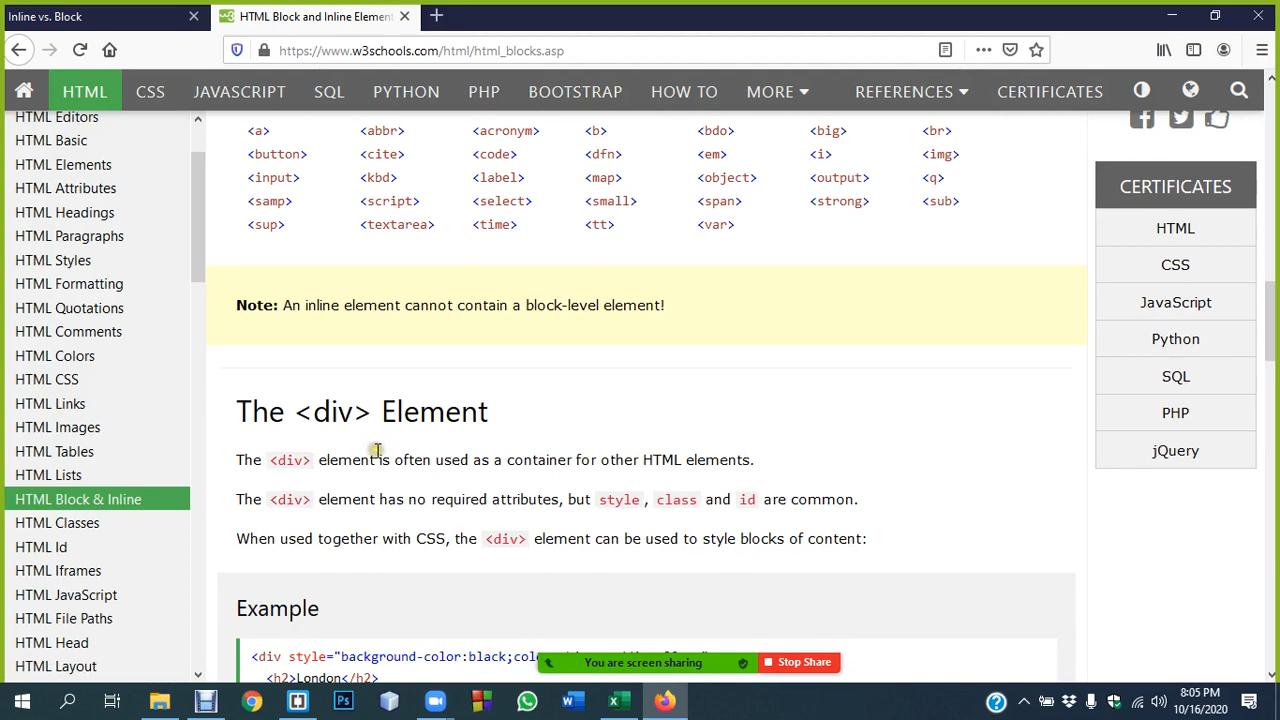 Inline vs. Block
HTML Block and Inline Element
https://www.w3schools.com/html/html_blocks.asp
HTML CSS JAVASCRIPT SQL PYTHON PHP BOOTSTRAP HOW TO MORE REFERENCES CERTIFICATES
HTML Editors
HTML Basic
HTML Elements
HTML Attributes
HTML Headings
HTML Paragraphs
HTML Styles
HTML Formatting
HTML Quotations
HTML Comments
HTML Colors
HTML CSS
HTML Links
HTML Images
HTML Tables
HTML Lists
HTML Block & Inline
HTML Classes
HTML Id
HTML Iframes
HTML JavaScript
HTML File Paths
HTML Head
HTML Layout
<a> <abbr> <acronym> <b> <bdo> <big> <br>
<button> <cite> <code> <dfn> <em> <i> <img>
<input> <kbd> <label> <map> <object> <output> <q>
<samp> <script> <select> <small> <span> <strong> <sub>
<sup> <textarea> <time> <tt> <var>
Note: An inline element cannot contain a block-level element!
The <div> Element
The <div> element is often used as a container for other HTML elements.
The <div> element has no required attributes, but style, class and id are common.
When used together with CSS, the <div> element can be used to style blocks of content:
Example
<div style="background-color:black;
<h2>London</h2>
CERTIFICATES
HTML
CSS
JavaScript
Python
SQL
PHP
jQuery
You are screen sharing
Stop Share
8:05 PM
10/16/2020